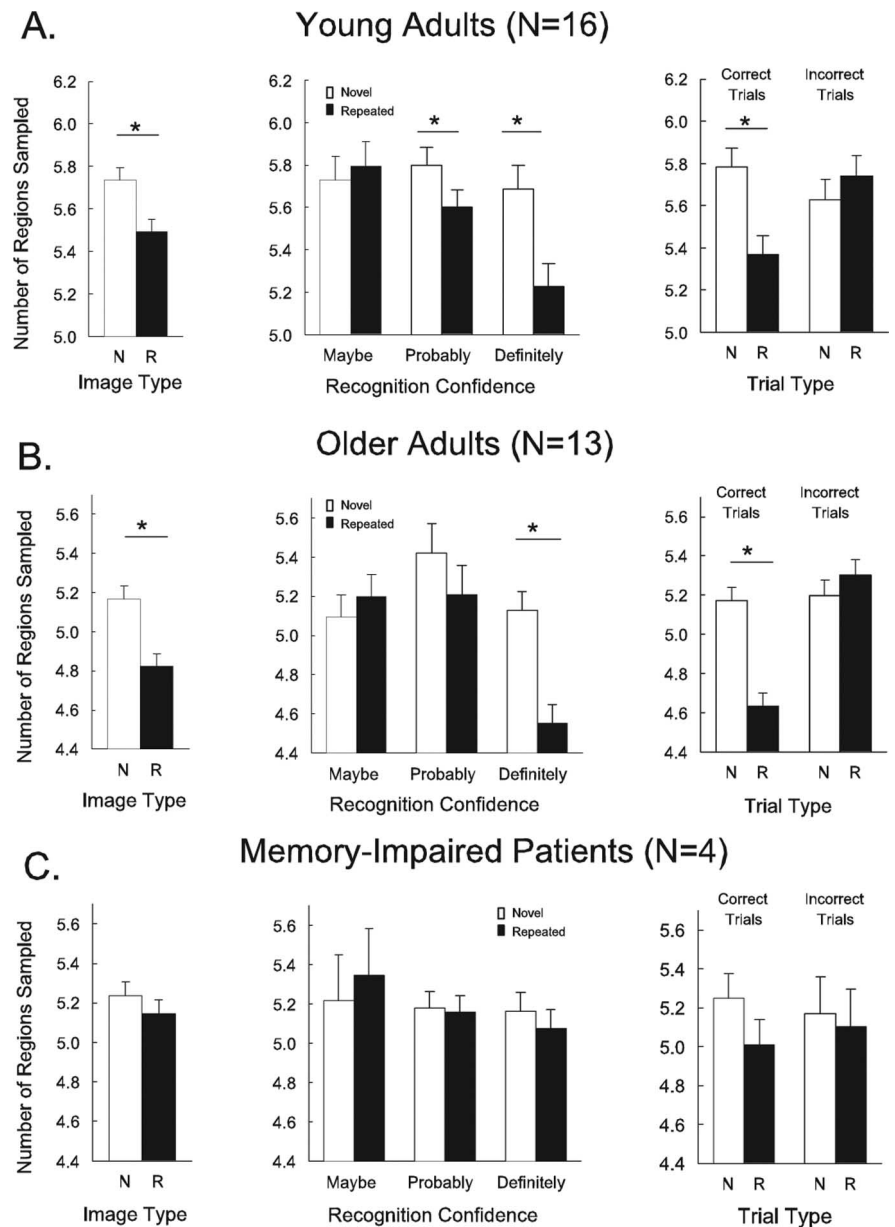 A.
Young Adults (N=16)
Number of Regions Sampled
6.2
6.0
5.8
5.6
5.4
5.2
5.0
*
N R
Image Type
6.2
6.0
5.8
5.6
5.4
5.2
5.0
Novel
Repeated
* *
Maybe Probably Definitely
Recognition Confidence
6.2
6.0
5.8
5.6
5.4
5.2
5.0
Correct Trials
Incorrect Trials
*
N R N R
Trial Type
B.
Older Adults (N=13)
Number of Regions Sampled
5.6
5.4
5.2
5.0
4.8
4.6
4.4
*
N R
Image Type
5.6
5.4
5.2
5.0
4.8
4.6
4.4
Novel
Repeated
*
Maybe Probably Definitely
Recognition Confidence
5.6
5.4
5.2
5.0
4.8
4.6
4.4
Correct Trials
Incorrect Trials
*
N R N R
Trial Type
C.
Memory-Impaired Patients (N=4)
Number of Regions Sampled
5.6
5.4
5.2
5.0
4.8
4.6
4.4
N R
Image Type
5.6
5.4
5.2
5.0
4.8
4.6
4.4
Novel
Repeated
Maybe Probably Definitely
Recognition Confidence
5.6
5.4
5.2
5.0
4.8
4.6
4.4
Correct Trials
Incorrect Trials
N R N R
Trial Type